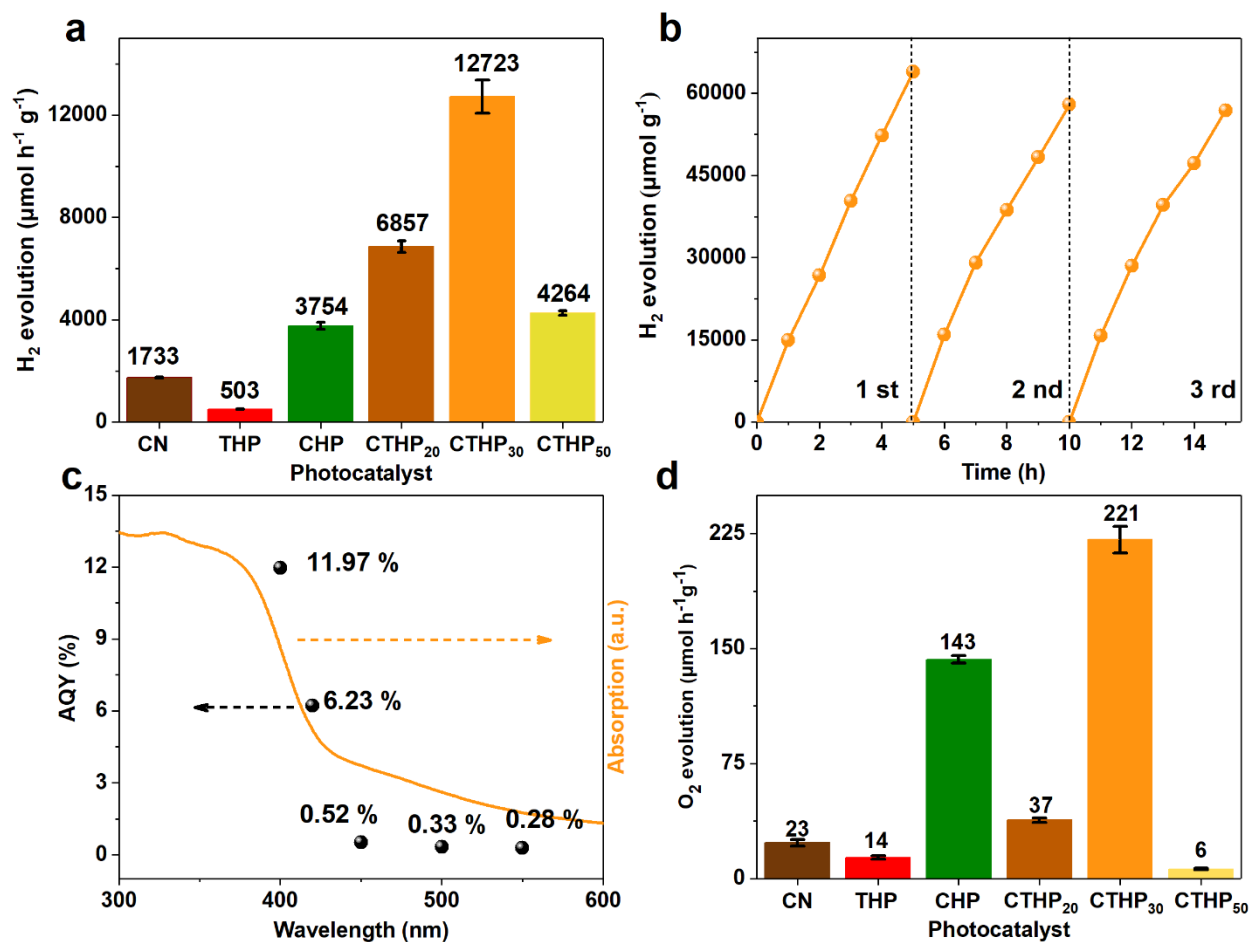 a
H2 evolution (μmol h-1 g-1)
12000
8000
4000
0
1733
503
3754
6857
12723
4264
CN THP CHP CTHP20 CTHP30 CTHP50
Photocatalyst
b
H2 evolution (μmol g-1)
60000
45000
30000
15000
0
1 st
2 nd
3 rd
0 2 4 6 8 10 12 14
Time (h)
c
AQY (%)
15
12
9
6
3
0
11.97 %
6.23 %
0.52 %
0.33 %
0.28 %
Absorption (a.u.)
300 400 500 600
Wavelength (nm)
d
O2 evolution (μmol h-1g-1)
225
150
75
0
23
14
143
37
221
6
CN THP CHP CTHP20 CTHP30 CTHP50
Photocatalyst